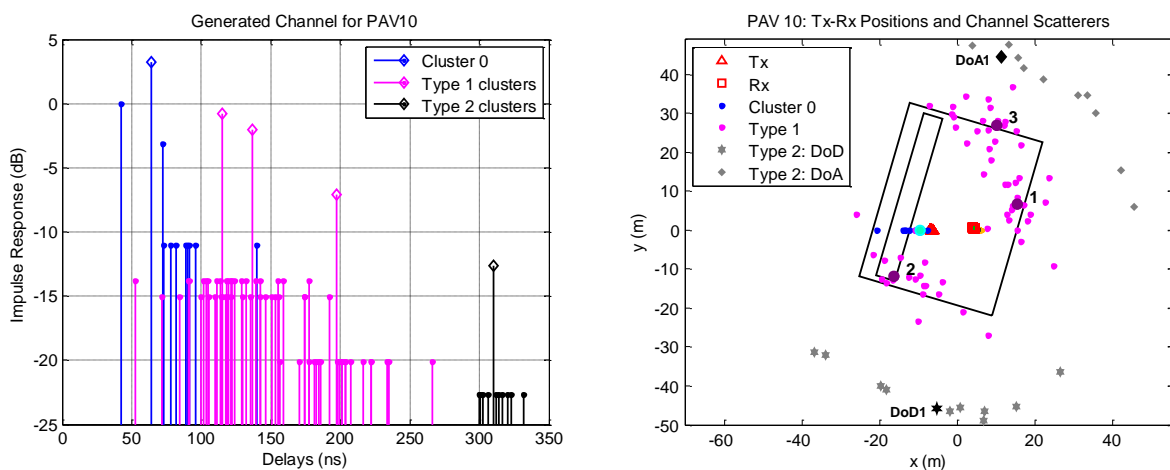 Generated Channel for PAV10
Impulse Response (dB)
5
0
-5
-10
-15
-20
-25
0
50
100
150
200
250
300
350
Delays (ns)
Cluster 0
Type 1 clusters
Type 2 clusters
PAV 10: Tx-Rx Positions and Channel Scatterers
y (m)
50
40
30
20
10
0
-10
-20
-30
-40
-50
-60
-40
-20
0
20
40
x (m)
Tx
Rx
Cluster 0
Type 1
Type 2: DoD
Type 2: DoA
DoA1
3
1
2
DoD1